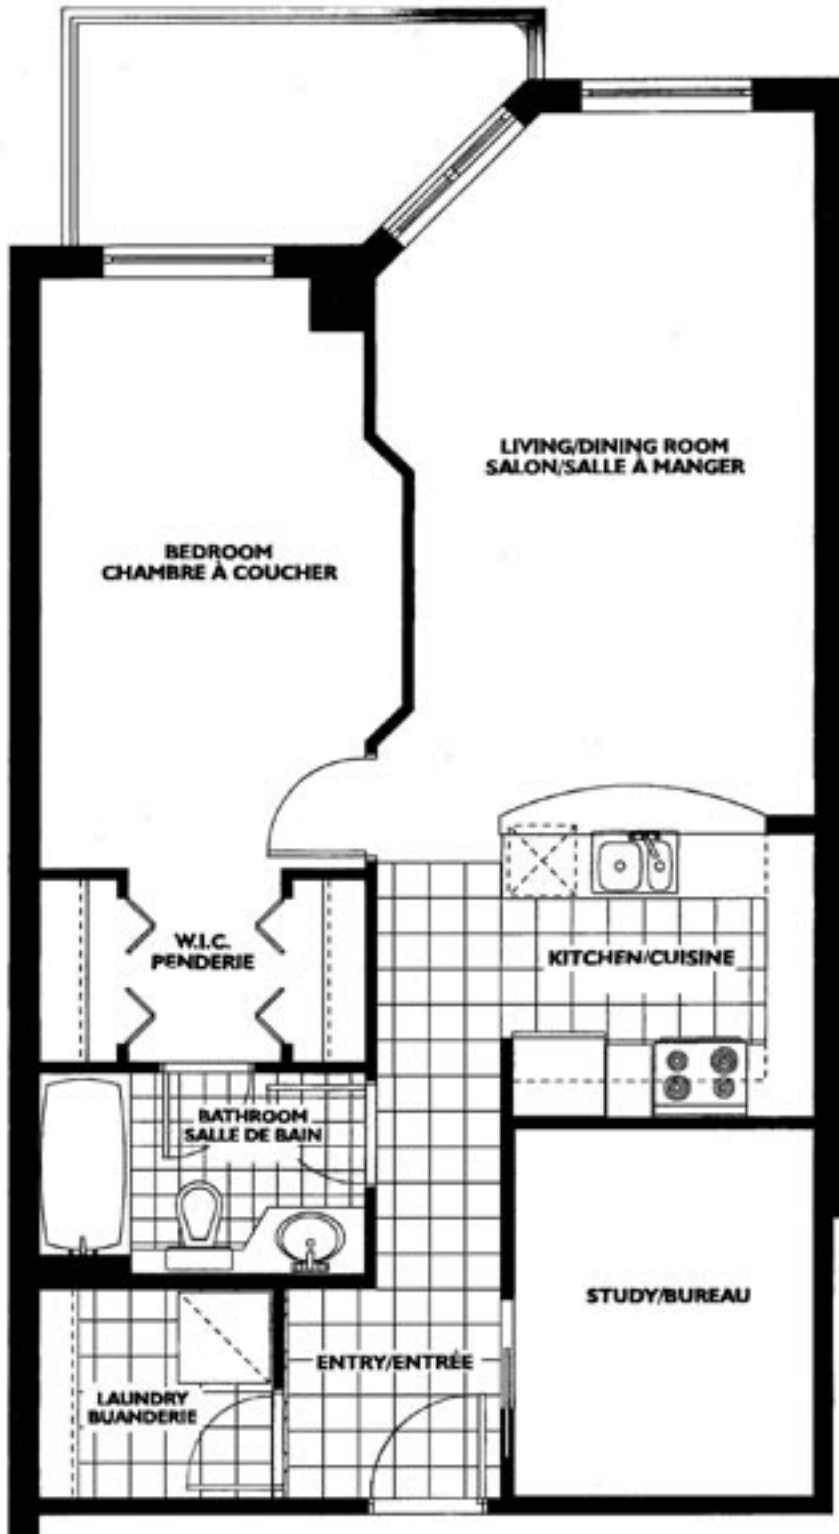 LIVING/DINING ROOM
SALON/SALLE À MANGER
BEDROOM
CHAMBRE À COUCHER
W.I.C.
PENDERIE
KITCHEN/CUISINE
BATHROOM
SALLE DE BAIN
STUDY/BUREAU
ENTRY/ENTRÉE
LAUNDRY
BUANDERIE